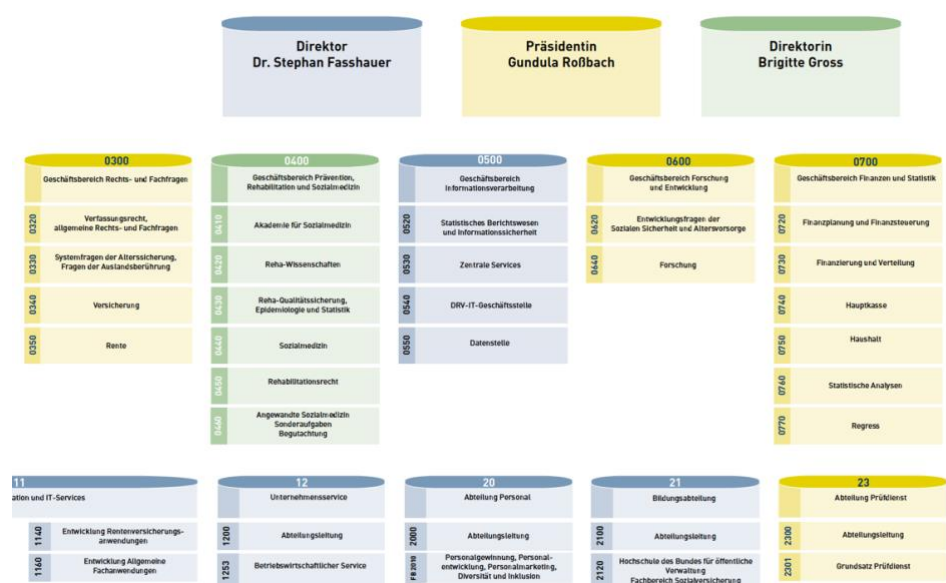 Direktor
Dr. Stephan Fasshauer
Präsidentin
Gundula Roßbach
Direktorin
Brigitte Gross
0300
Geschäftsbereich Rechts- und Fachfragen
0320
Verfassungsrecht,
allgemeine Rechts- und Fachfragen
0330
Systemfragen der Alterssicherung,
Fragen der Auslandsberührung
0340
Versicherung
0350
Rente
0400
Geschäftsbereich Prävention,
Rehabilitation und Sozialmedizin
0410
Akademie für Sozialmedizin
0420
Reha-Wissenschaften
0430
Reha-Qualitätssicherung,
Epidemiologie und Statistik
0440
Sozialmedizin
0450
Rehabilitationsrecht
0460
Angewandte Sozialmedizin
Sonderaufgaben
Begutachtung
0500
Geschäftsbereich
Informationsverarbeitung
0520
Statistisches Berichtswesen
und Informationssicherheit
0530
Zentrale Services
0540
DRV-IT-Geschäftsstelle
0550
Datenstelle
0600
Geschäftsbereich Forschung
und Entwicklung
0620
Entwicklungsfragen der
Sozialen Sicherheit und Altersvorsorge
0640
Forschung
0700
Geschäftsbereich Finanzen und Statistik
0720
Finanzplanung und Finanzsteuerung
0730
Finanzierung und Verteilung
0740
Hauptkasse
0750
Haushalt
0760
Statistische Analysen
0770
Regress
11
ation und IT-Services
1140
Entwicklung Rentenversicherungs-
anwendungen
1160
Entwicklung Allgemeine
Fachanwendungen
12
Unternehmensservice
1200
Abteilungsleitung
1253
Betriebswirtschaftlicher Service
20
Abteilung Personal
2000
Abteilungsleitung
FB 2010
Personalgewinnung, Personal-
entwicklung, Personalmarketing,
Diversität und Inklusion
21
Bildungsabteilung
2100
Abteilungsleitung
2120
Hochschule des Bundes für öffentliche
Verwaltung
Fachbereich Sozialversicherung
23
Abteilung Prüfdienst
2300
Abteilungsleitung
2301
Grundsatz Prüfdienst